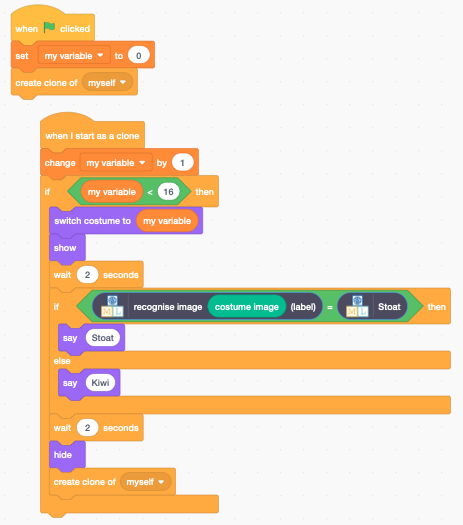 when clicked
set my variable to 0
create clone of myself
when I start as a clone
change my variable by 1
if my variable < 16 then
switch costume to my variable
show
wait 2 seconds
if ML recognise image costume image (label) = ML Stoat then
say Stoat
else
say Kiwi
wait 2 seconds
hide
create clone of myself